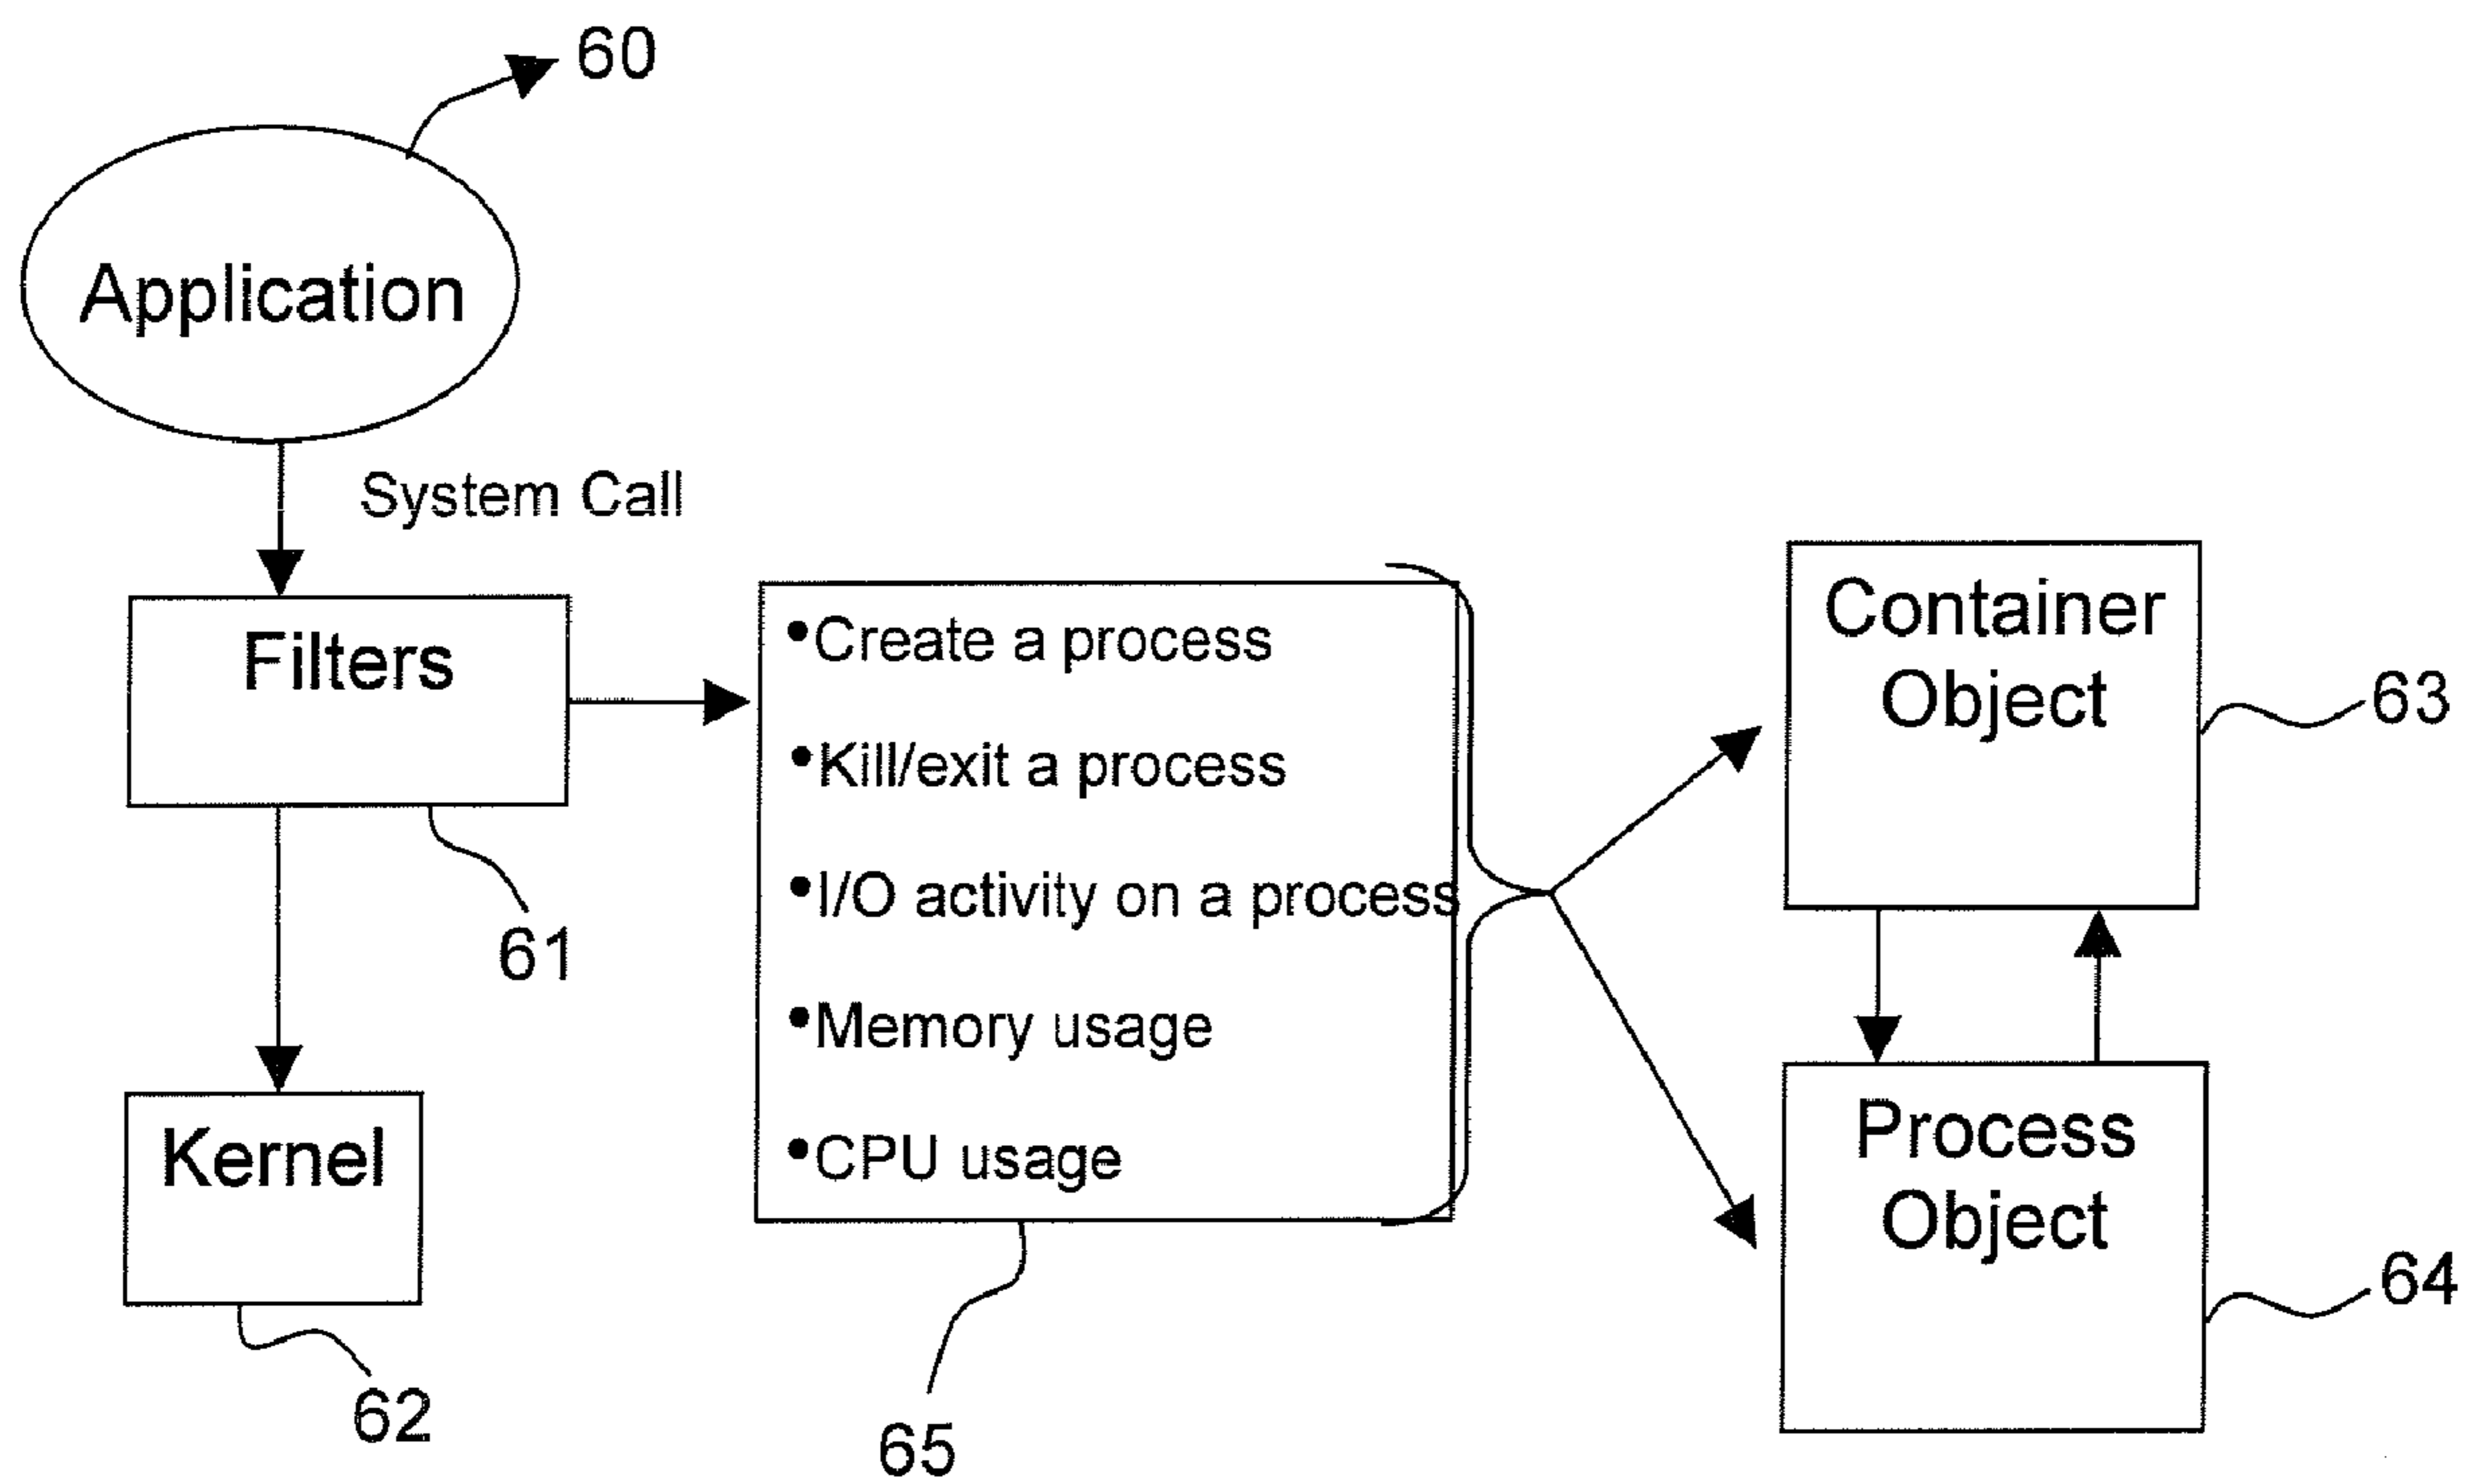 60
Application
System Call
Filters
61
Kernel
62
•Create a process
•Kill/exit a process
•I/O activity on a process
•Memory usage
•CPU usage
65
Container
Object
63
Process
Object
64